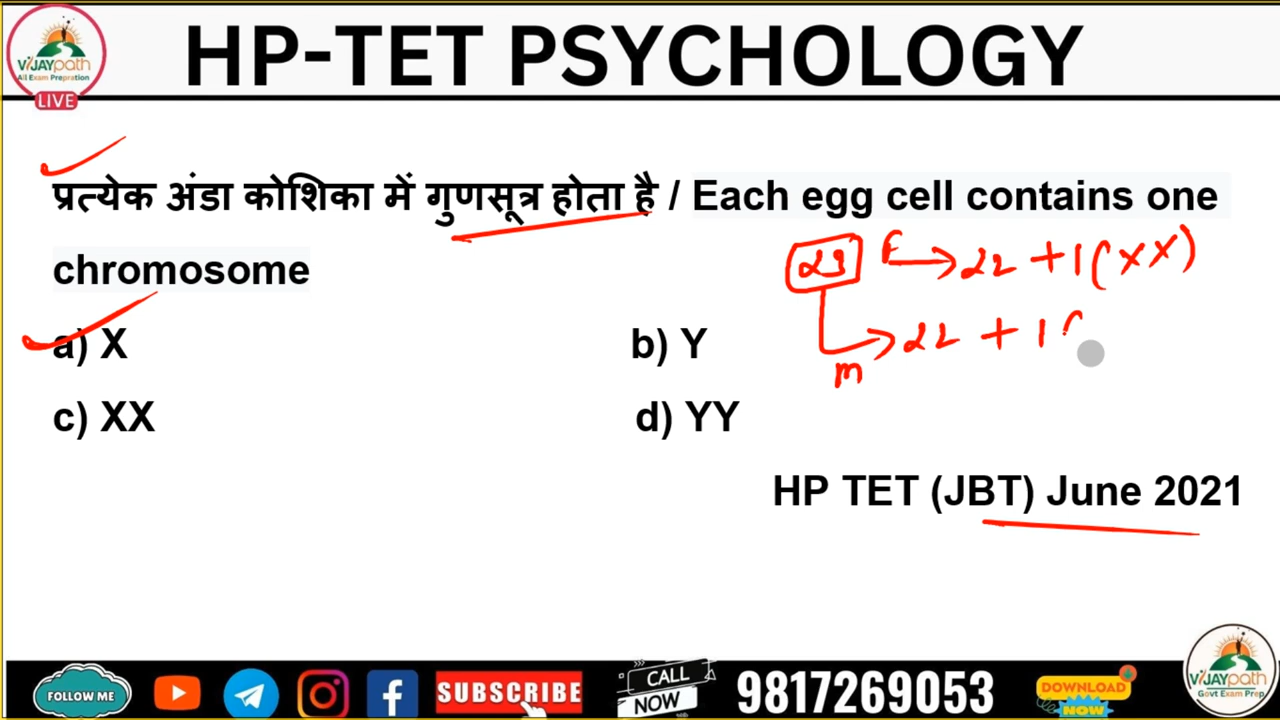 VIJAYpath
All Exam Prepration
LIVE
HP-TET PSYCHOLOGY
प्रत्येक अंडा कोशिका में गुणसूत्र होता है / Each egg cell contains one
chromosome
23 F → 22 + 1 (XX)
a) X b) Y
m → 22 + 1 (
c) XX d) YY
HP TET (JBT) June 2021
FOLLOW ME
SUBSCRIBE
CALL
NOW
9817269053
DOWNLOAD
NOW
VIJAYpath
Govt Exam Prep